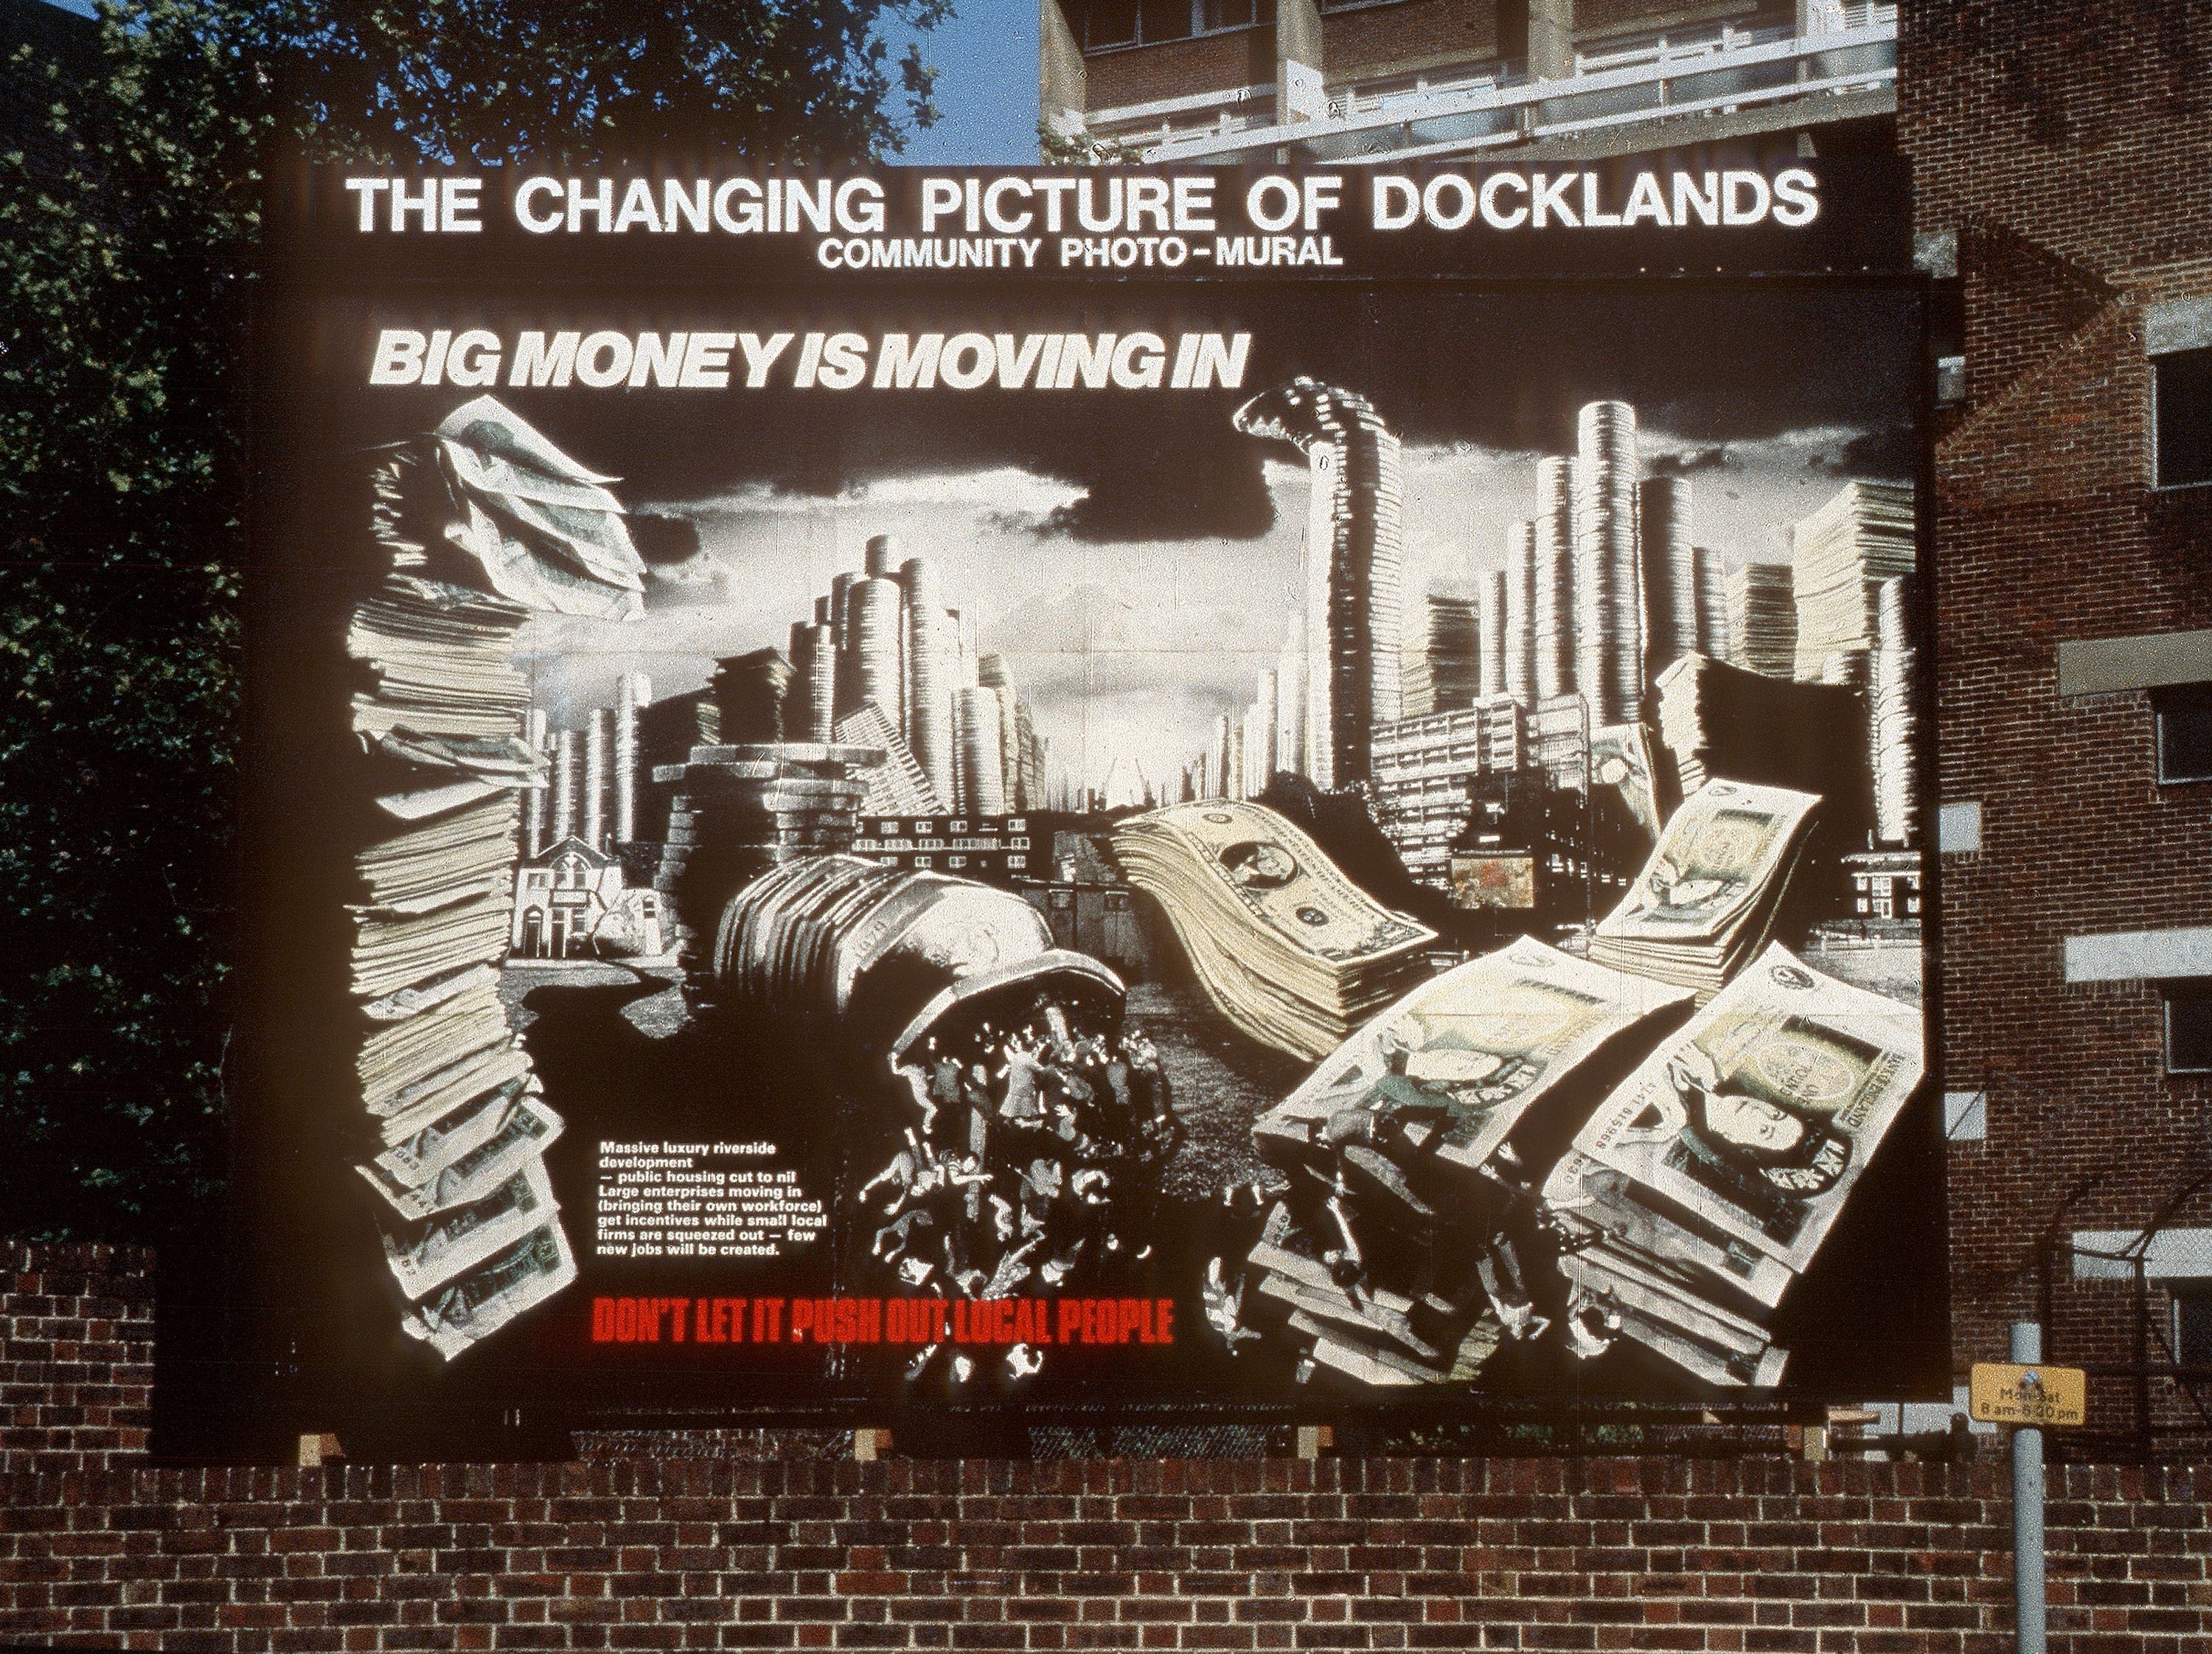 THE CHANGING PICTURE OF DOCKLANDS
COMMUNITY PHOTO-MURAL
BIG MONEY IS MOVING IN
Massive luxury riverside
development
— public housing cut to nil
Large enterprises moving in
(bringing their own workforce)
get incentives while small local
firms are squeezed out — few
new jobs will be created.
DON'T LET IT PUSH OUT LOCAL PEOPLE
1979
Mon-Sat
8 am-6.30 pm